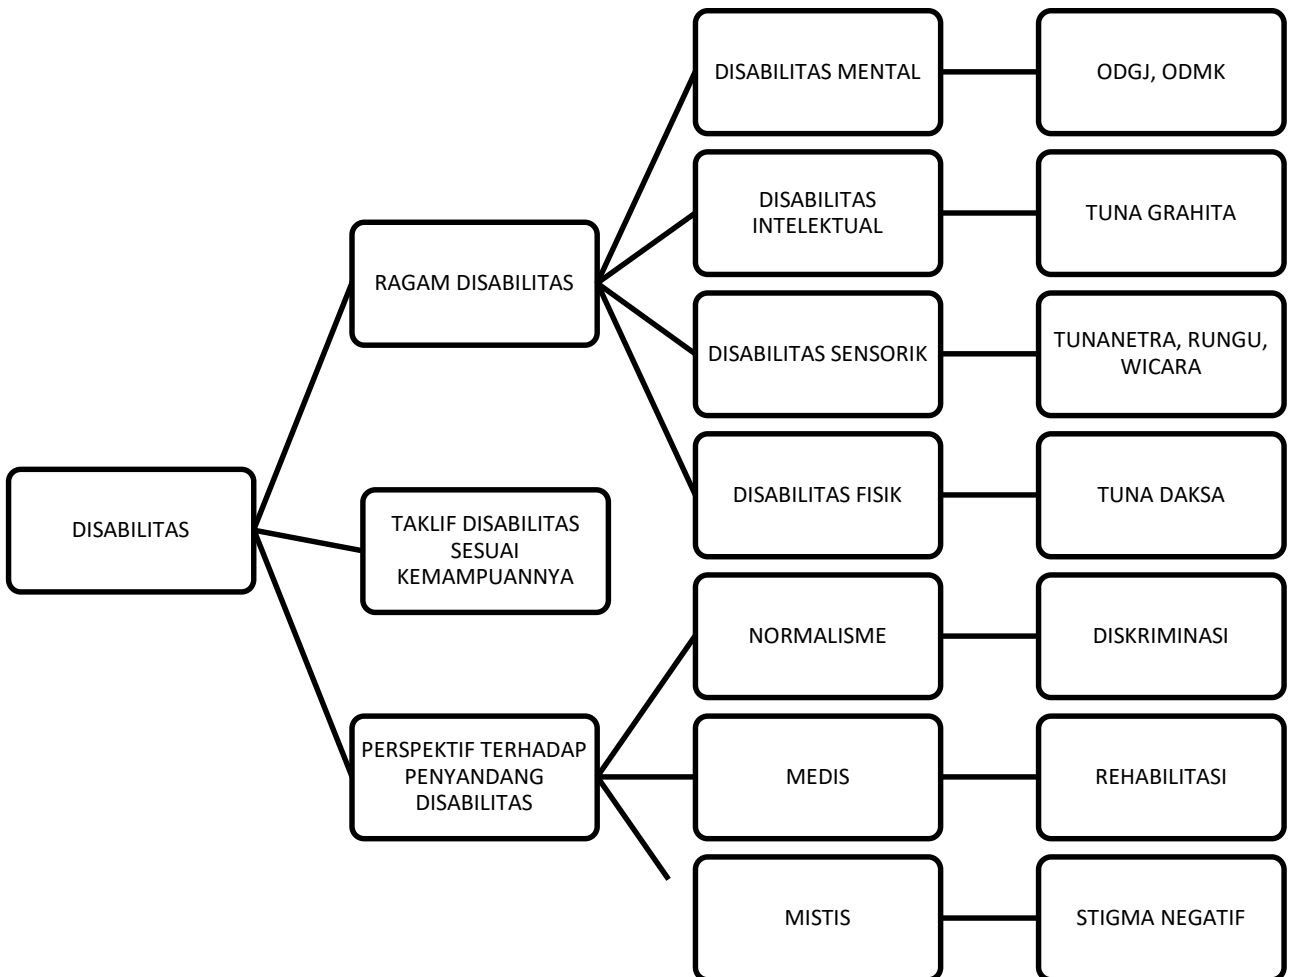 DISABILITAS
RAGAM DISABILITAS
DISABILITAS MENTAL
ODGJ, ODMK
DISABILITAS
INTELEKTUAL
TUNA GRAHITA
DISABILITAS SENSORIK
TUNANETRA, RUNGU,
WICARA
DISABILITAS FISIK
TUNA DAKSA
TAKLIF DISABILITAS
SESUAI
KEMAMPUANNYA
PERSPEKTIF TERHADAP
PENYANDANG
DISABILITAS
NORMALISME
DISKRIMINASI
MEDIS
REHABILITASI
MISTIS
STIGMA NEGATIF